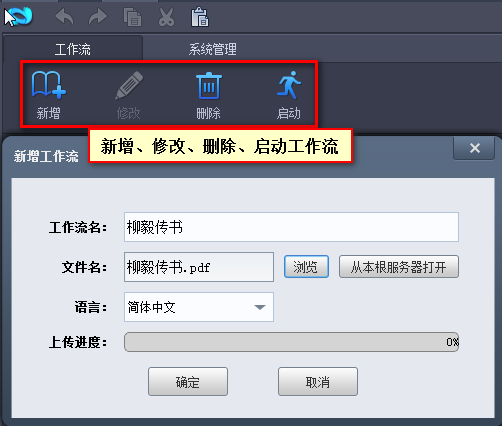 工作流 系统管理
新增 修改 删除 启动
新增、修改、删除、启动工作流
新增工作流
工作流名： 柳毅传书
文件名： 柳毅传书.pdf 浏览 从本根服务器打开
语言： 简体中文
上传进度： 0%
确定 取消